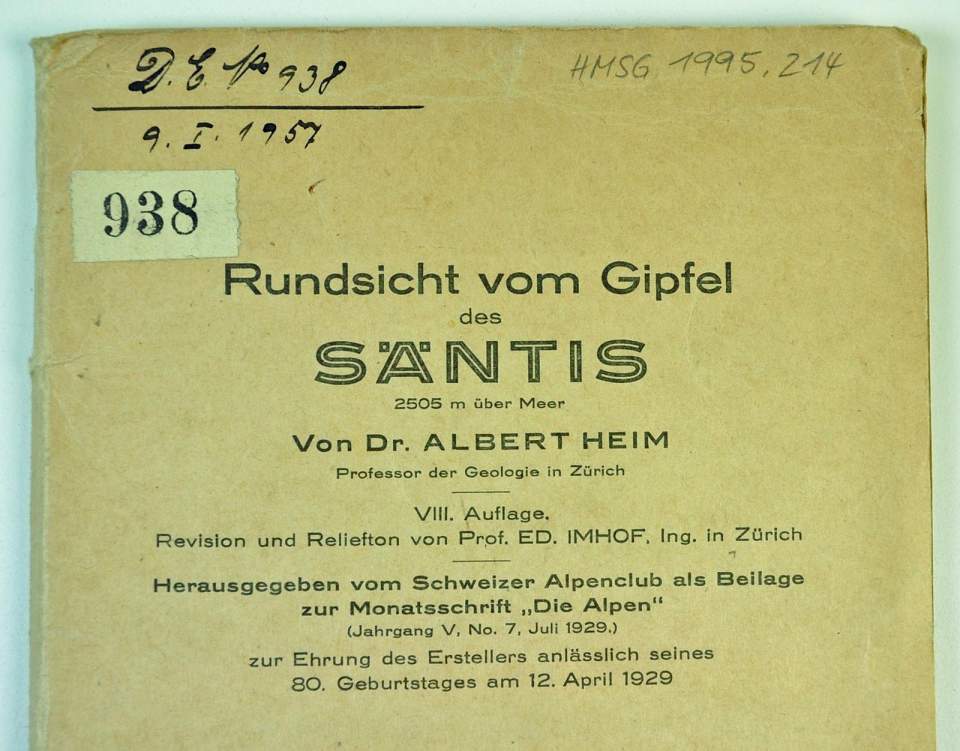 D. E. No 938
HMSG 1995.214
9. I. 1957
938
Rundsicht vom Gipfel
des
SÄNTIS
2505 m über Meer
Von Dr. ALBERT HEIM
Professor der Geologie in Zürich
VIII. Auflage.
Revision und Reliefton von Prof. ED. IMHOF, Ing. in Zürich
Herausgegeben vom Schweizer Alpenclub als Beilage
zur Monatsschrift „Die Alpen“
(Jahrgang V, No. 7, Juli 1929.)
zur Ehrung des Erstellers anlässlich seines
80. Geburtstages am 12. April 1929